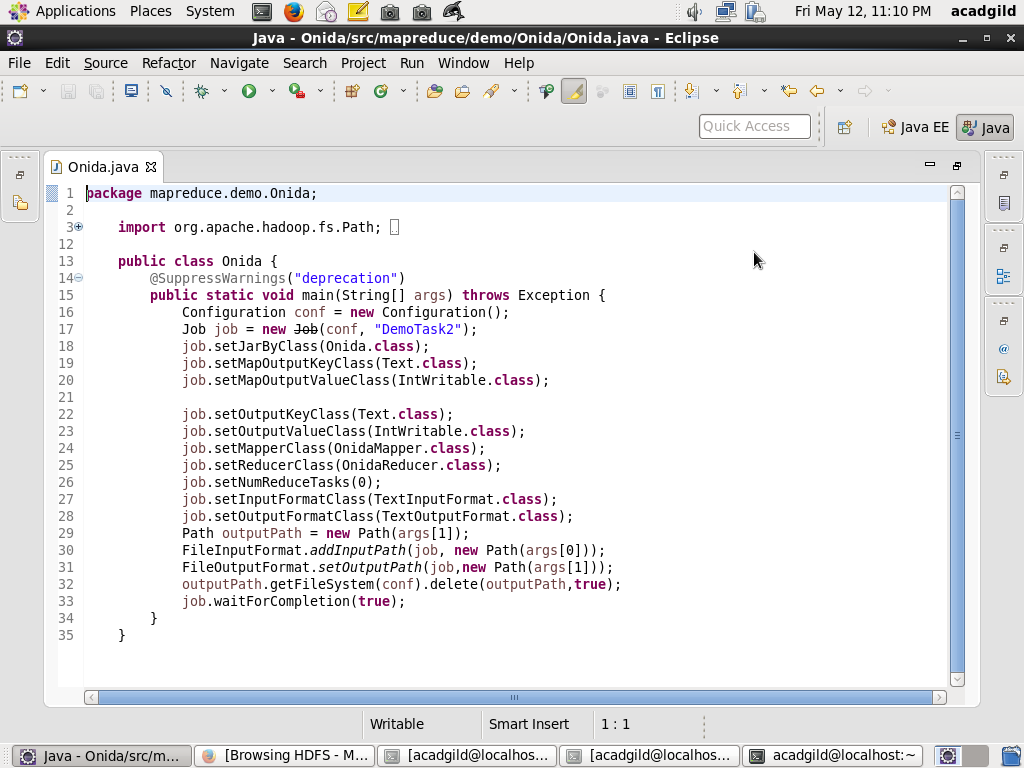 Applications Places System Fri May 12, 11:10 PM acadgild
Java - Onida/src/mapreduce/demo/Onida/Onida.java - Eclipse
File Edit Source Refactor Navigate Search Project Run Window Help
Quick Access Java EE Java
Onida.java
1 package mapreduce.demo.Onida;
2
3 import org.apache.hadoop.fs.Path;
12
13 public class Onida {
14 @SuppressWarnings("deprecation")
15 public static void main(String[] args) throws Exception {
16 Configuration conf = new Configuration();
17 Job job = new Job(conf, "DemoTask2");
18 job.setJarByClass(Onida.class);
19 job.setMapOutputKeyClass(Text.class);
20 job.setMapOutputValueClass(IntWritable.class);
21
22 job.setOutputKeyClass(Text.class);
23 job.setOutputValueClass(IntWritable.class);
24 job.setMapperClass(OnidaMapper.class);
25 job.setReducerClass(OnidaReducer.class);
26 job.setNumReduceTasks(0);
27 job.setInputFormatClass(TextInputFormat.class);
28 job.setOutputFormatClass(TextOutputFormat.class);
29 Path outputPath = new Path(args[1]);
30 FileInputFormat.addInputPath(job, new Path(args[0]));
31 FileOutputFormat.setOutputPath(job,new Path(args[1]));
32 outputPath.getFileSystem(conf).delete(outputPath,true);
33 job.waitForCompletion(true);
34 }
35 }
Writable Smart Insert 1 : 1
Java - Onida/src/m... [Browsing HDFS - M... [acadgild@localhos... [acadgild@localhos... acadgild@localhost:~